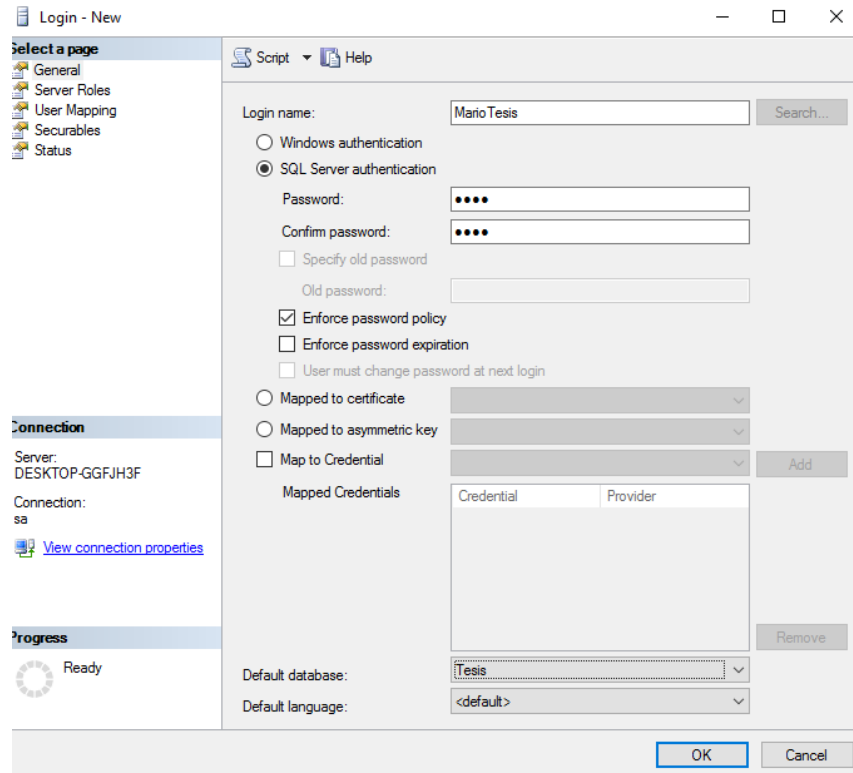 Login - New
Select a page
General
Server Roles
User Mapping
Securables
Status
Script Help
Login name: MarioTesis Search...
Windows authentication
SQL Server authentication
Password: ••••
Confirm password: ••••
Specify old password
Old password:
Enforce password policy
Enforce password expiration
User must change password at next login
Mapped to certificate
Mapped to asymmetric key
Map to Credential Add
Mapped Credentials Credential Provider
Remove
Default database: Tesis
Default language: <default>
Connection
Server:
DESKTOP-GGFJH3F
Connection:
sa
View connection properties
Progress
Ready
OK Cancel